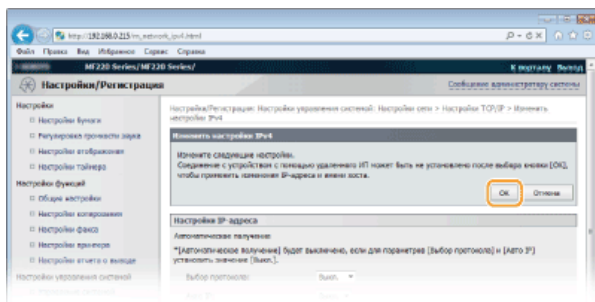 http://192.168.0.215/m_network_ipv4.html
Файл Правка Вид Избранное Сервис Справка
MF220 Series/MF220 Series/
К порталу Выход
Настройки/Регистрация
Сообщение администратору системы
Настройки
Настройки бумаги
Регулировка громкости звука
Настройки отображения
Настройки таймера
Настройки функций
Общие настройки
Настройки копирования
Настройки факса
Настройки принтера
Настройки отчета о выводе
Настройки управления системой
Настройки/Регистрация: Настройки управления системой: Настройки сети > Настройки TCP/IP > Изменить
настройки IPv4
Изменить настройки IPv4
Измените следующие настройки.
Соединение с устройством с помощью удаленного ИП может быть не установлено после выбора кнопки [OK],
чтобы применить изменения IP-адреса и имени хоста.
OK
Отмена
Настройки IP-адреса
Автоматическое получение
*[Автоматическое получение] будет выключено, если для параметров [Выбор протокола] и [Авто IP]
установить значение [Выкл.].
Выбор протокола:
Выкл.